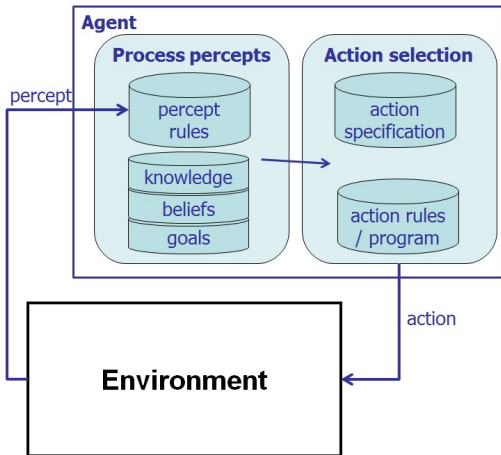 Agent
Process percepts
Action selection
percept
percept
rules
action
specification
knowledge
beliefs
goals
action rules
/ program
action
Environment